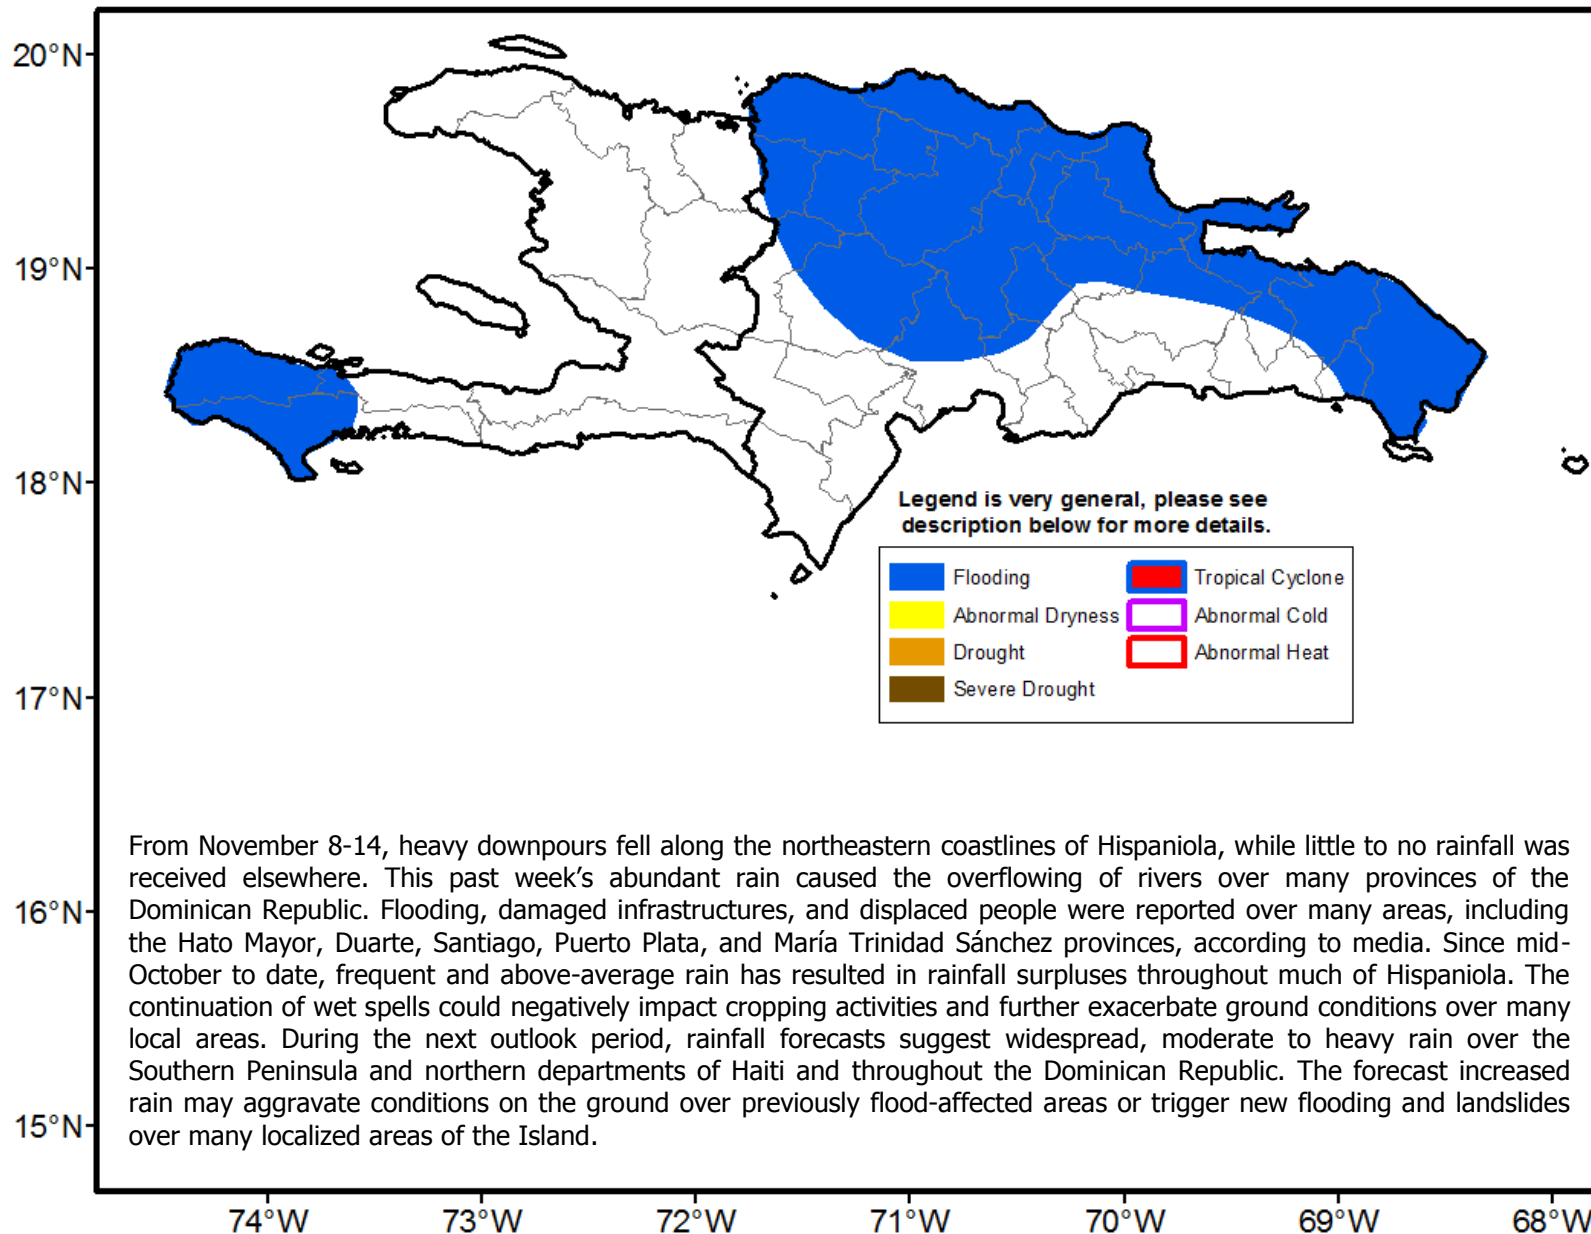 20°N
19°N
18°N
17°N
16°N
15°N
Legend is very general, please see
description below for more details.
Flooding
Tropical Cyclone
Abnormal Dryness
Abnormal Cold
Drought
Abnormal Heat
Severe Drought
From November 8-14, heavy downpours fell along the northeastern coastlines of Hispaniola, while little to no rainfall was
received elsewhere. This past week's abundant rain caused the overflowing of rivers over many provinces of the
Dominican Republic. Flooding, damaged infrastructures, and displaced people were reported over many areas, including
the Hato Mayor, Duarte, Santiago, Puerto Plata, and María Trinidad Sánchez provinces, according to media. Since mid-
October to date, frequent and above-average rain has resulted in rainfall surpluses throughout much of Hispaniola. The
continuation of wet spells could negatively impact cropping activities and further exacerbate ground conditions over many
local areas. During the next outlook period, rainfall forecasts suggest widespread, moderate to heavy rain over the
Southern Peninsula and northern departments of Haiti and throughout the Dominican Republic. The forecast increased
rain may aggravate conditions on the ground over previously flood-affected areas or trigger new flooding and landslides
over many localized areas of the Island.
74°W
73°W
72°W
71°W
70°W
69°W
68°W